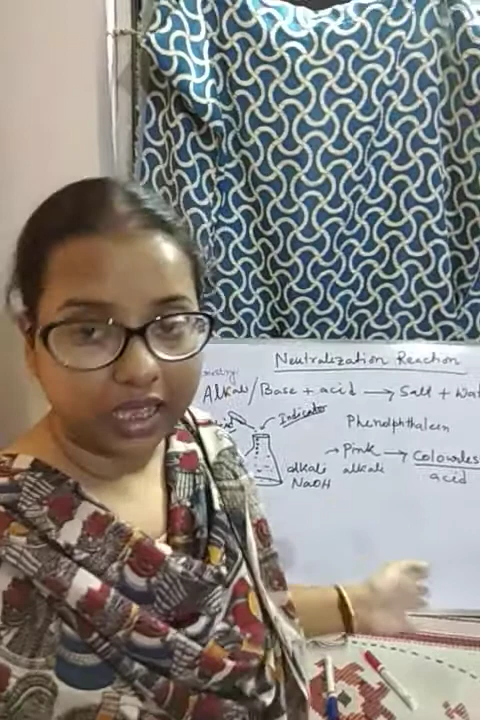 Neutralization Reaction
Alkali/Base + acid → Salt + Wat
Indicator
Phenolphthalein
→ Pink → Colourles
alkali alkali acid
NaOH